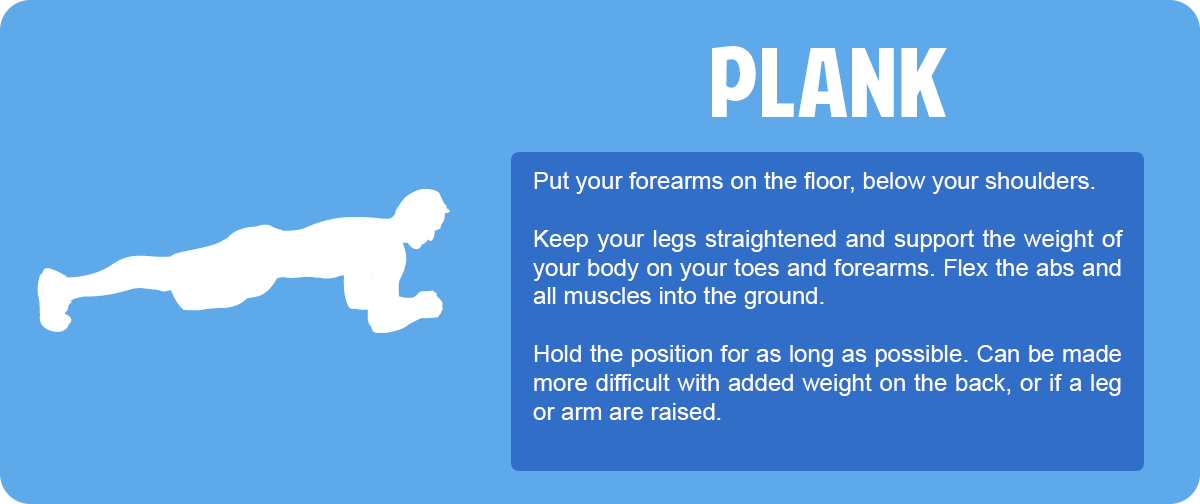 PLANK
Put your forearms on the floor, below your shoulders.
Keep your legs straightened and support the weight of
your body on your toes and forearms. Flex the abs and
all muscles into the ground.
Hold the position for as long as possible. Can be made
more difficult with added weight on the back, or if a leg
or arm are raised.